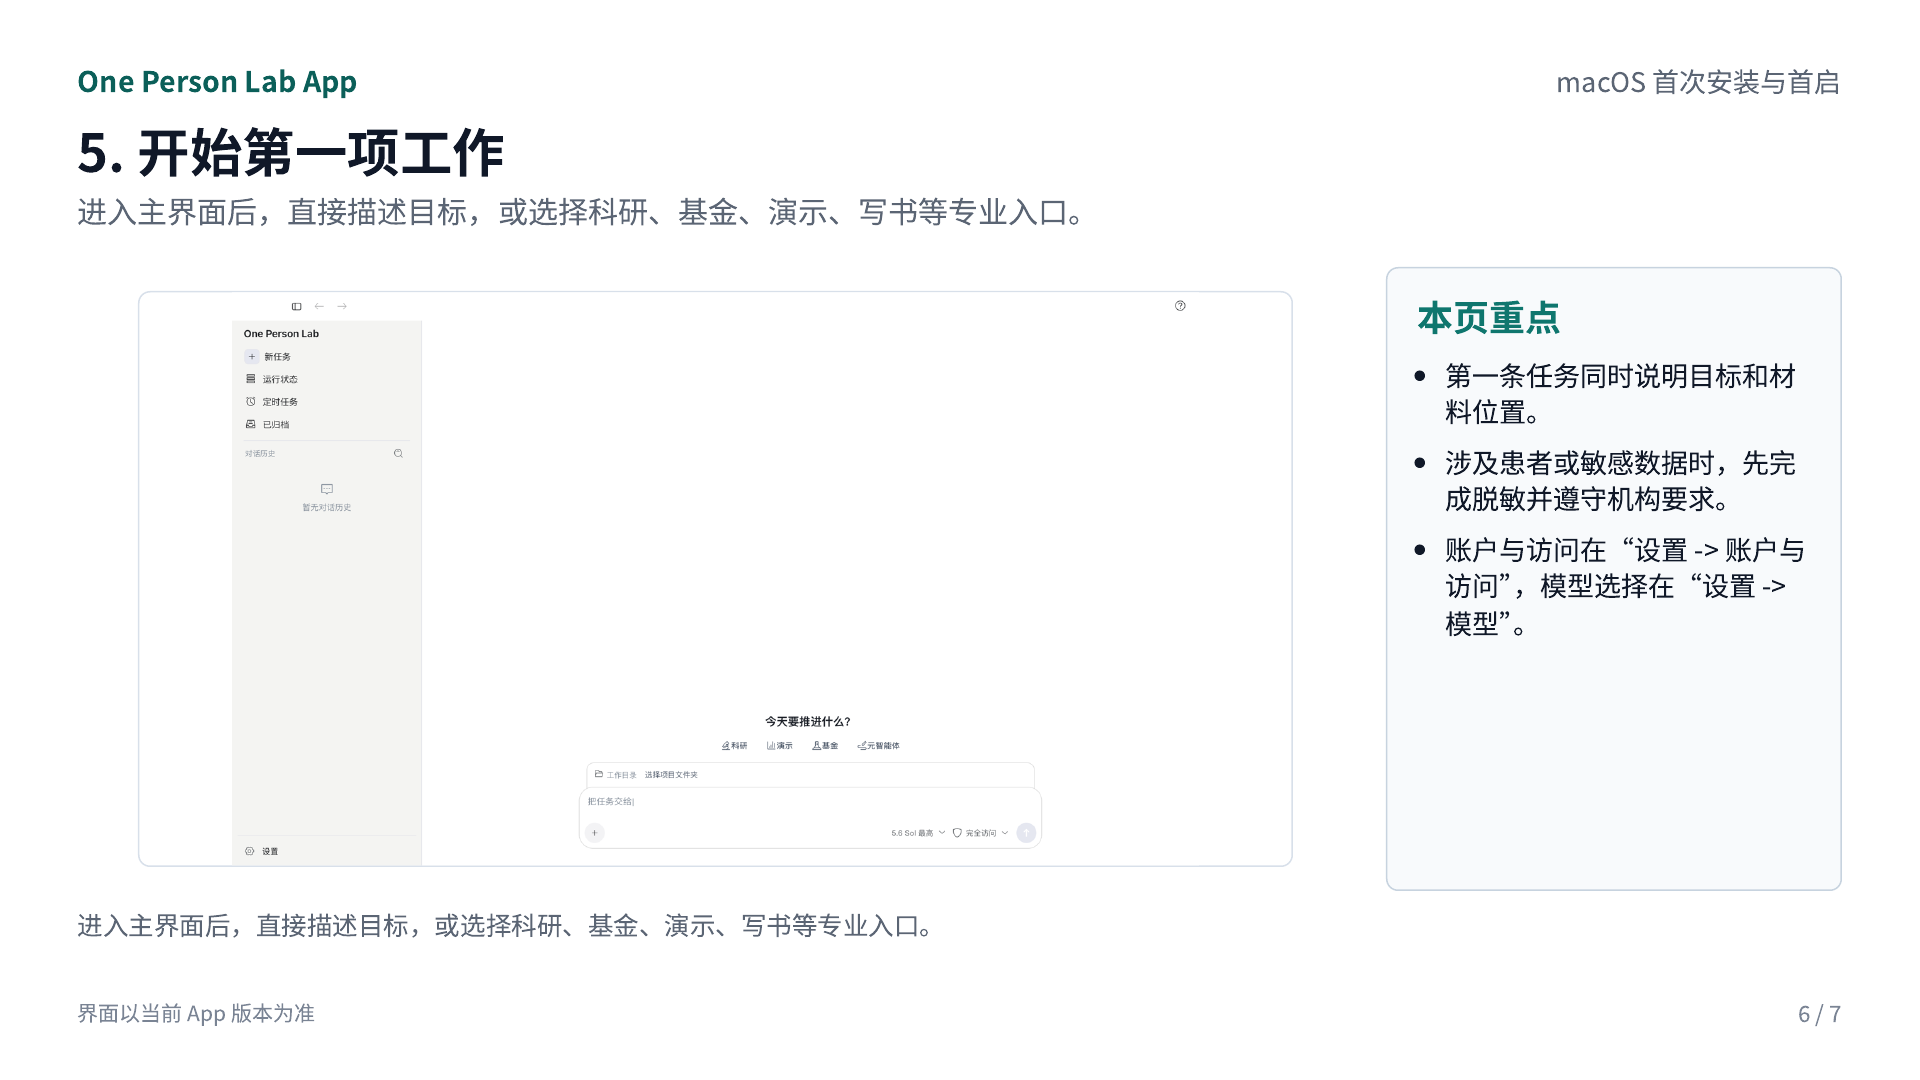 One Person Lab App
macOS 首次安装与首启
5. 开始第一项工作
进入主界面后，直接描述目标，或选择科研、基金、演示、写书等专业入口。
One Person Lab
新任务
运行状态
定时任务
已归档
对话历史
暂无对话历史
设置
今天要推进什么？
科研 演示 基金 元智能体
工作目录 选择项目文件夹
把任务交给|
5.6 Sol 最高 完全访问
本页重点
• 第一条任务同时说明目标和材
料位置。
• 涉及患者或敏感数据时，先完
成脱敏并遵守机构要求。
• 账户与访问在“设置 -> 账户与
访问”，模型选择在“设置 ->
模型”。
进入主界面后，直接描述目标，或选择科研、基金、演示、写书等专业入口。
界面以当前 App 版本为准
6 / 7